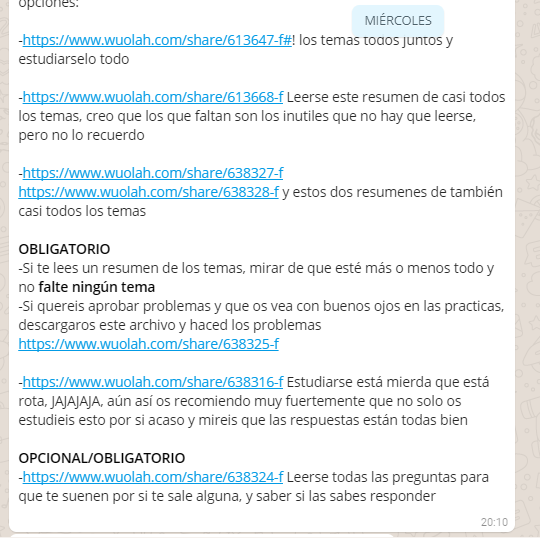 opciones:
MIÉRCOLES
-https://www.wuolah.com/share/613647-f#! los temas todos juntos y
estudiarselo todo
-https://www.wuolah.com/share/613668-f Leerse este resumen de casi todos
los temas, creo que los que faltan son los inutiles que no hay que leerse,
pero no lo recuerdo
-https://www.wuolah.com/share/638327-f
https://www.wuolah.com/share/638328-f y estos dos resumenes de también
casi todos los temas
OBLIGATORIO
-Si te lees un resumen de los temas, mirar de que esté más o menos todo y
no falte ningún tema
-Si quereis aprobar problemas y que os vea con buenos ojos en las practicas,
descargaros este archivo y haced los problemas
https://www.wuolah.com/share/638325-f
-https://www.wuolah.com/share/638316-f Estudiarse está mierda que está
rota, JAJAJAJA, aún así os recomiendo muy fuertemente que no solo os
estudieis esto por si acaso y mireis que las respuestas están todas bien
OPCIONAL/OBLIGATORIO
-https://www.wuolah.com/share/638324-f Leerse todas las preguntas para
que te suenen por si te sale alguna, y saber si las sabes responder
20:10